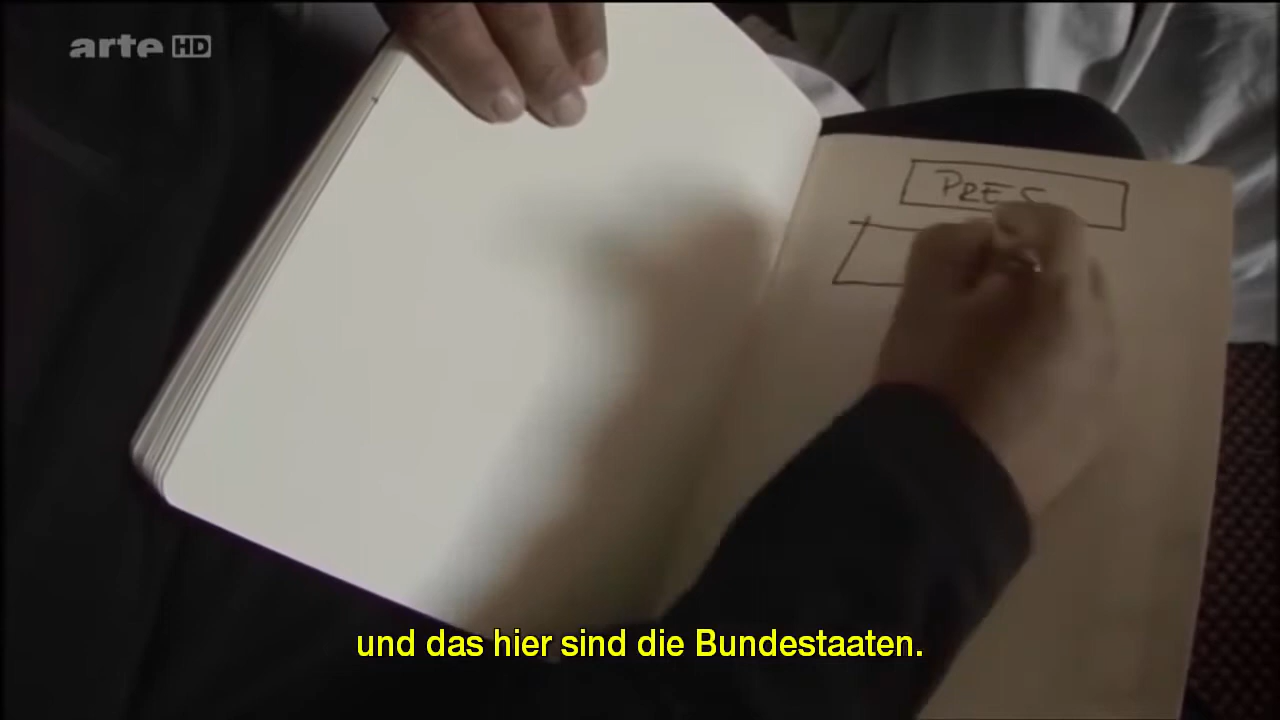 arte HD
PRES
und das hier sind die Bundestaaten.